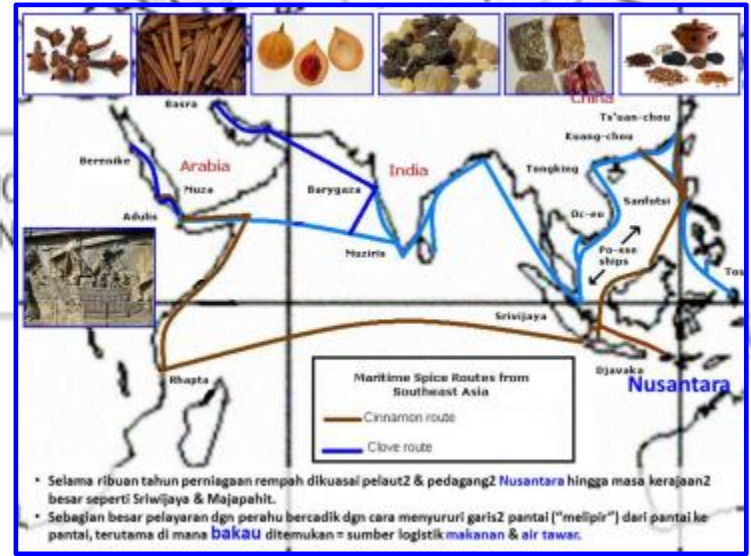 China
Ts'uan-chou
Kuang-chou
Basra
Berenike
Arabia
Muza
Adulis
Barygaza
India
Muziris
Tongking
Sanfotsi
Oc-eo
Po-sse
ships
Srivijaya
Djavaka
Nusantara
Rhapta
Maritime Spice Routes from
Southeast Asia
Cinnamon route
Clove route
• Selama ribuan tahun perniagaan rempah dikuasai pelaut2 & pedagang2 Nusantara hingga masa kerajaan2
besar seperti Sriwijaya & Majapahit.
• Sebagian besar pelayaran dgn perahu bercadik dgn cara menyururi garis2 pantai ("melipir") dari pantai ke
pantai, terutama di mana bakau ditemukan = sumber logistik makanan & air tawar.